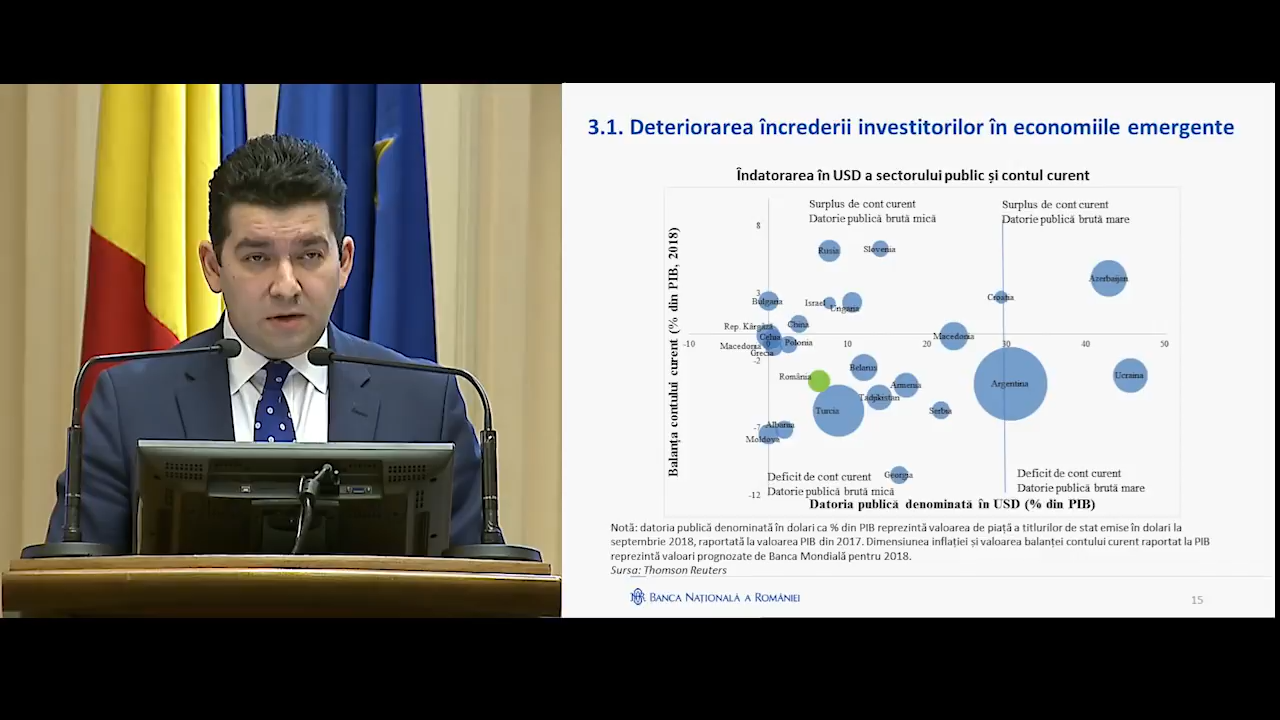 3.1. Deteriorarea încrederii investitorilor în economiile emergente
Îndatorarea în USD a sectorului public și contul curent
Surplus de cont curent
Datorie publică brută mică
Surplus de cont curent
Datorie publică brută mare
Balanța contului curent (% din PIB, 2018)
8
Rusia
Slovenia
Azerbaijan
3
Bulgaria
Israel
Ungaria
Croația
Rep. Kârgâză
China
Cehia
Macedonia
Macedonia
Polonia
Grecia
-10
0
10
20
30
40
50
-2
Belarus
România
Armenia
Argentina
Ucraina
Tadjikistan
Turcia
Serbia
-7
Albania
Moldova
Georgia
Deficit de cont curent
Datorie publică brută mică
Deficit de cont curent
Datorie publică brută mare
-12
Datoria publică denominată în USD (% din PIB)
Notă: datoria publică denominată în dolari ca % din PIB reprezintă valoarea de piață a titlurilor de stat emise în dolari la
septembrie 2018, raportată la valoarea PIB din 2017. Dimensiunea inflației și valoarea balanței contului curent raportat la PIB
reprezintă valoari prognozate de Banca Mondială pentru 2018.
Sursa: Thomson Reuters
BANCA NAȚIONALĂ A ROMÂNIEI
15